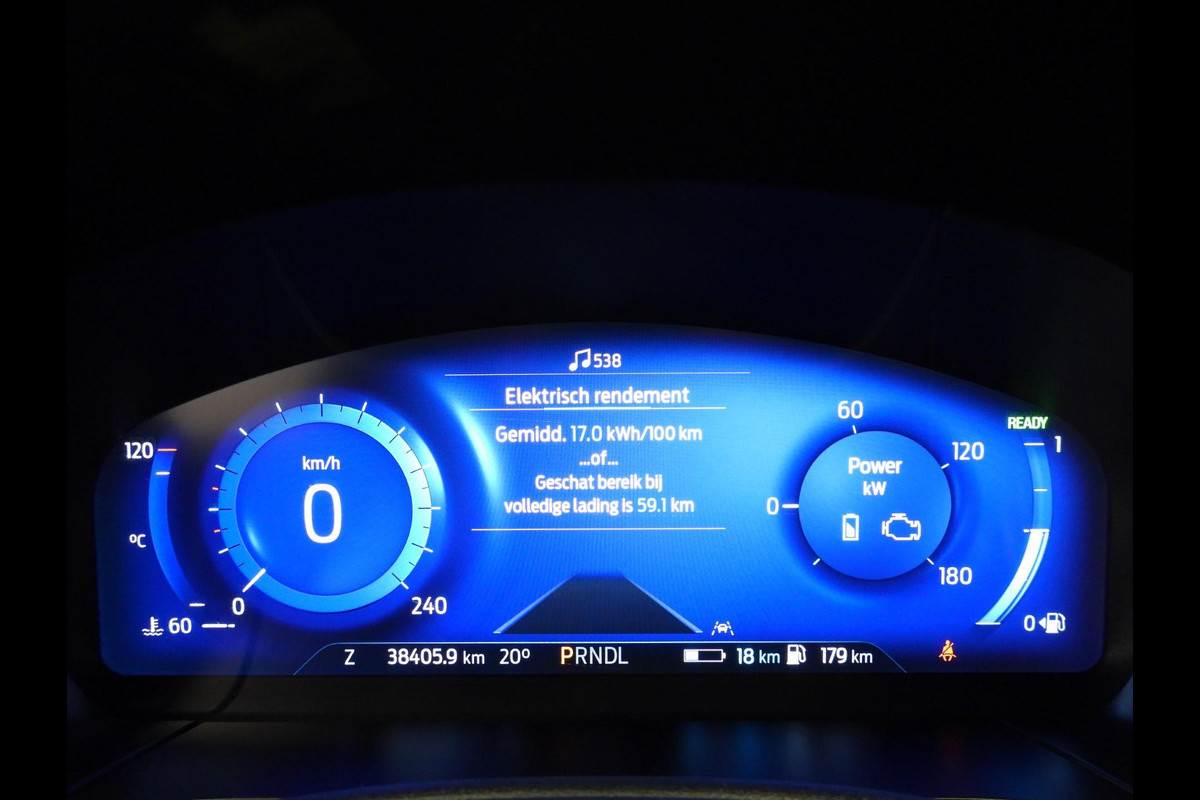 538
Elektrisch rendement
Gemidd. 17.0 kWh/100 km
...of...
Geschat bereik bij
volledige lading is 59.1 km
120
ºC
60
km/h
0
0
240
60
120
Power
kW
0
180
READY
1
0
Z 38405.9 km 20º PRNDL 18 km 179 km